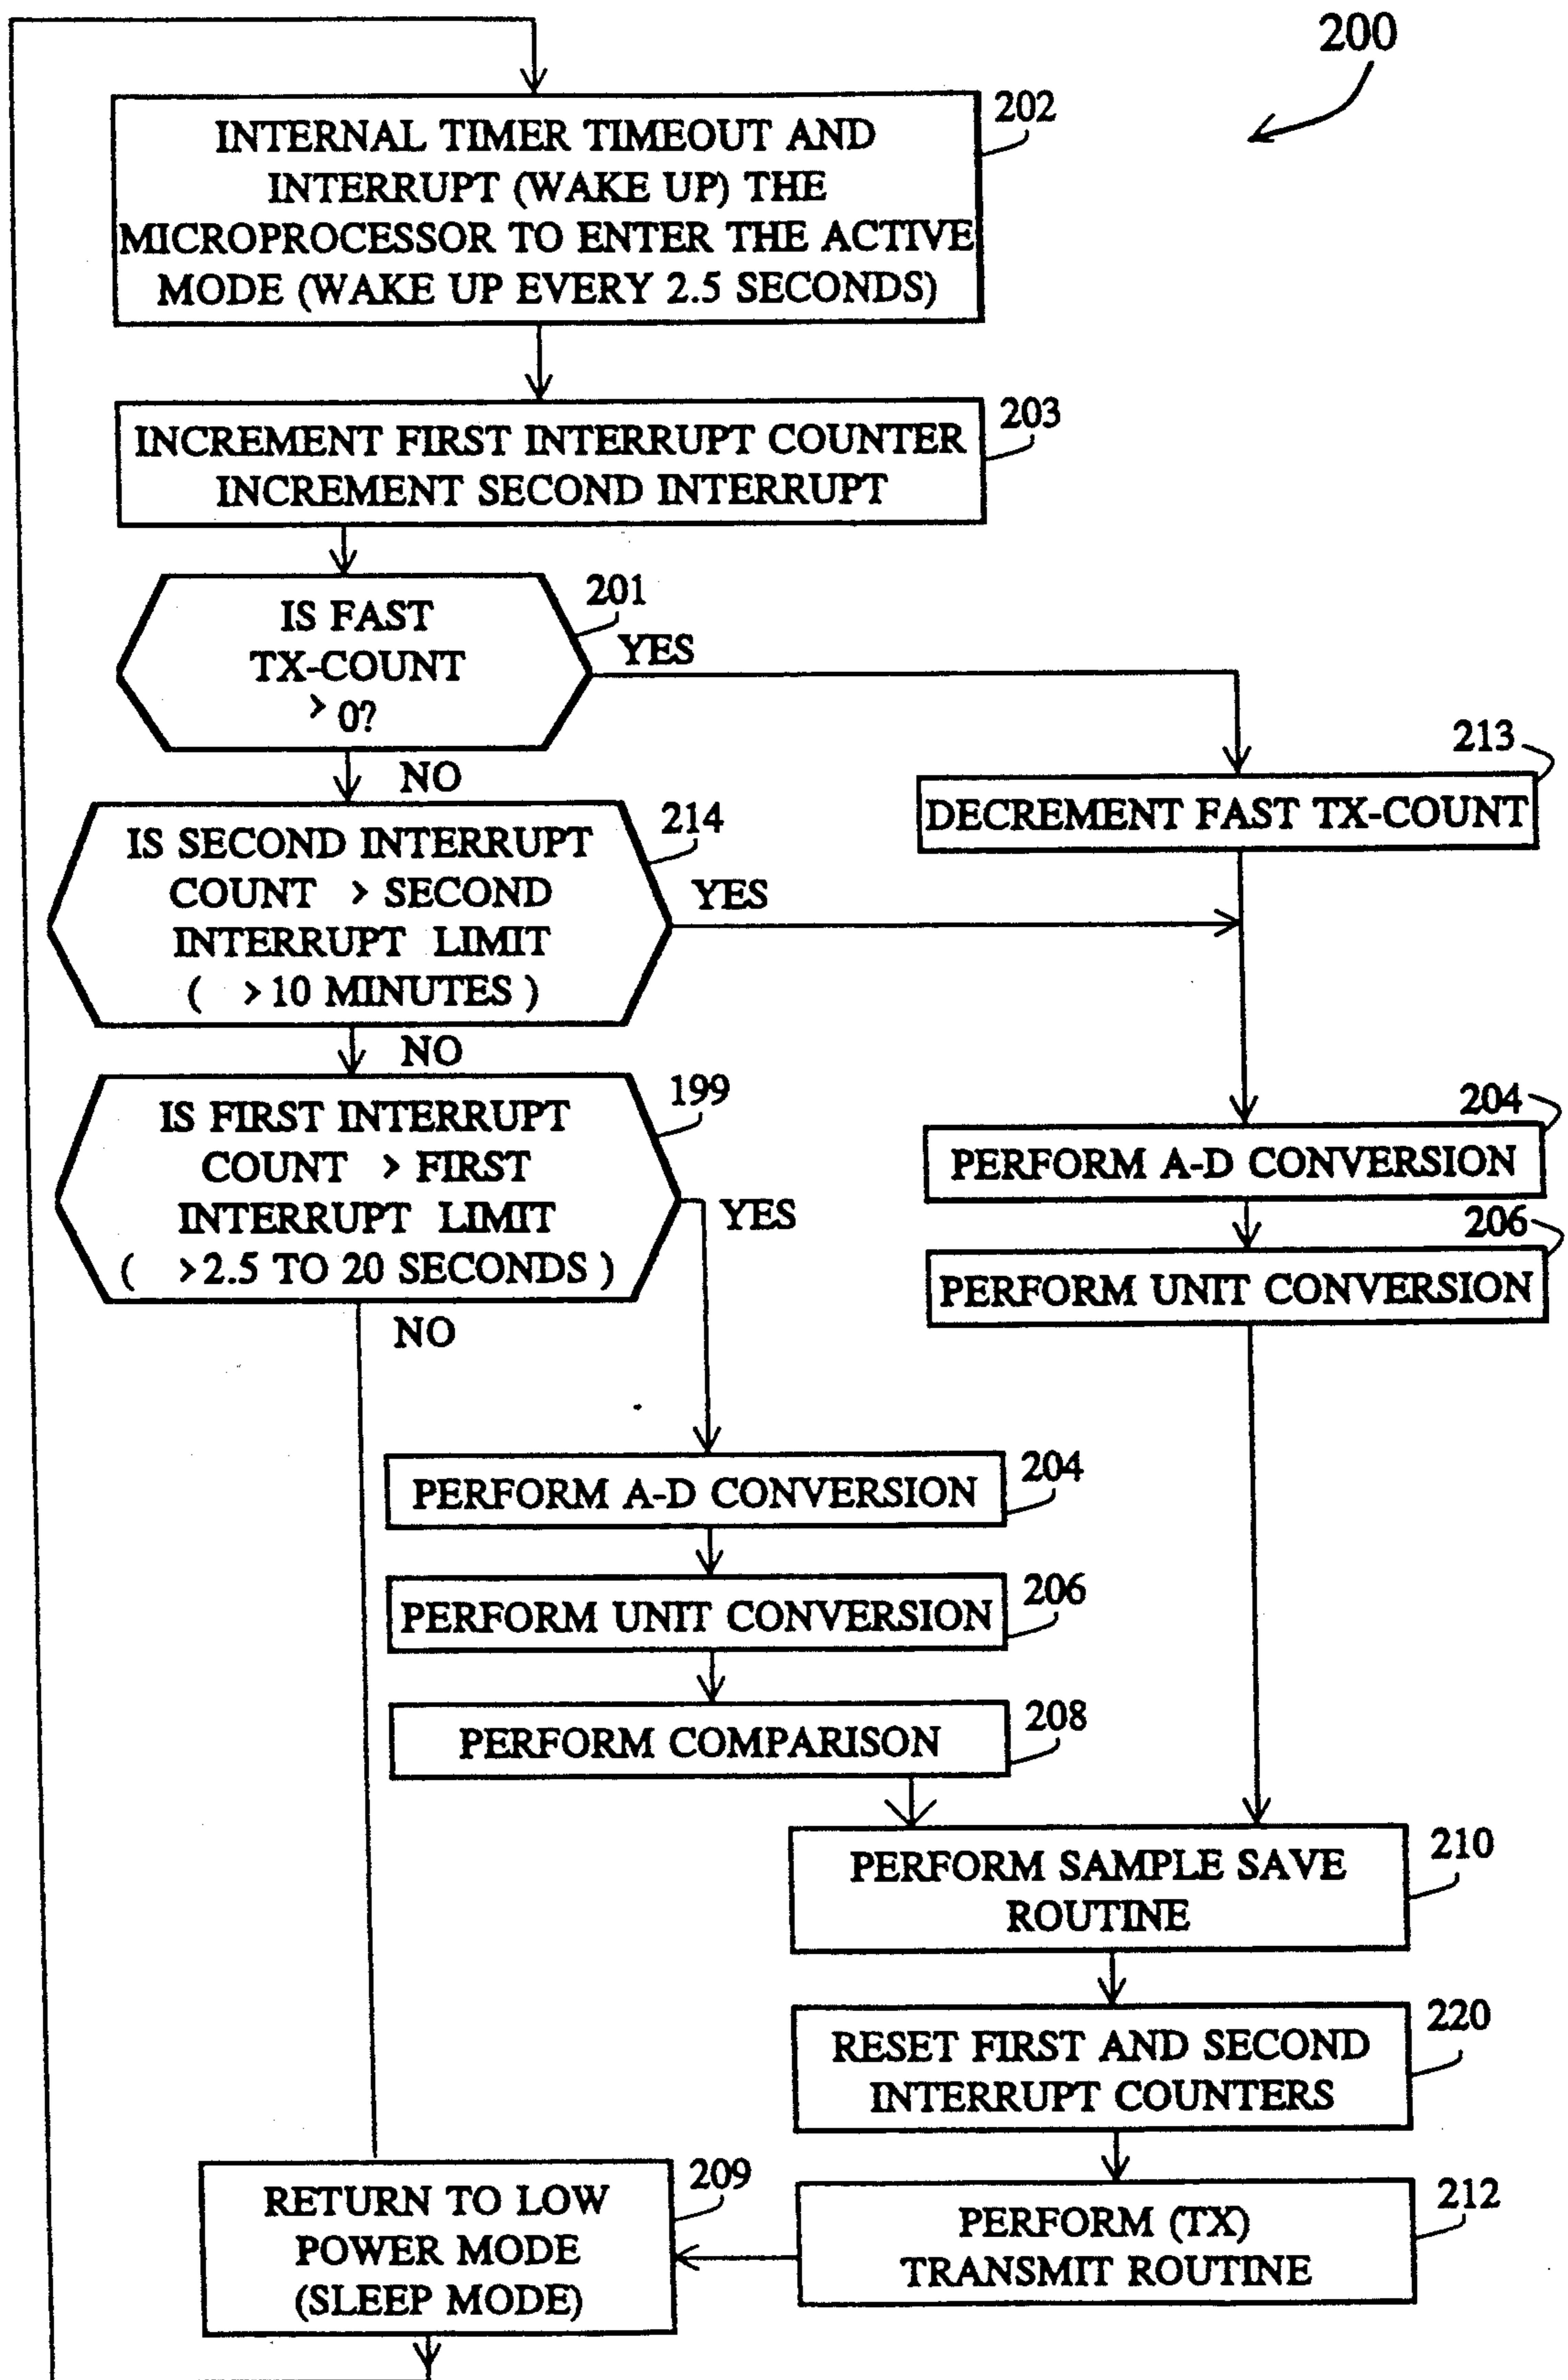 200
202
INTERNAL TIMER TIMEOUT AND
INTERRUPT (WAKE UP) THE
MICROPROCESSOR TO ENTER THE ACTIVE
MODE (WAKE UP EVERY 2.5 SECONDS)
203
INCREMENT FIRST INTERRUPT COUNTER
INCREMENT SECOND INTERRUPT
201
IS FAST
TX-COUNT
> 0?
YES
NO
213
DECREMENT FAST TX-COUNT
214
IS SECOND INTERRUPT
COUNT > SECOND
INTERRUPT LIMIT
( >10 MINUTES )
YES
NO
199
IS FIRST INTERRUPT
COUNT > FIRST
INTERRUPT LIMIT
( >2.5 TO 20 SECONDS )
YES
NO
204
PERFORM A-D CONVERSION
206
PERFORM UNIT CONVERSION
204
PERFORM A-D CONVERSION
206
PERFORM UNIT CONVERSION
208
PERFORM COMPARISON
210
PERFORM SAMPLE SAVE
ROUTINE
220
RESET FIRST AND SECOND
INTERRUPT COUNTERS
209
RETURN TO LOW
POWER MODE
(SLEEP MODE)
212
PERFORM (TX)
TRANSMIT ROUTINE